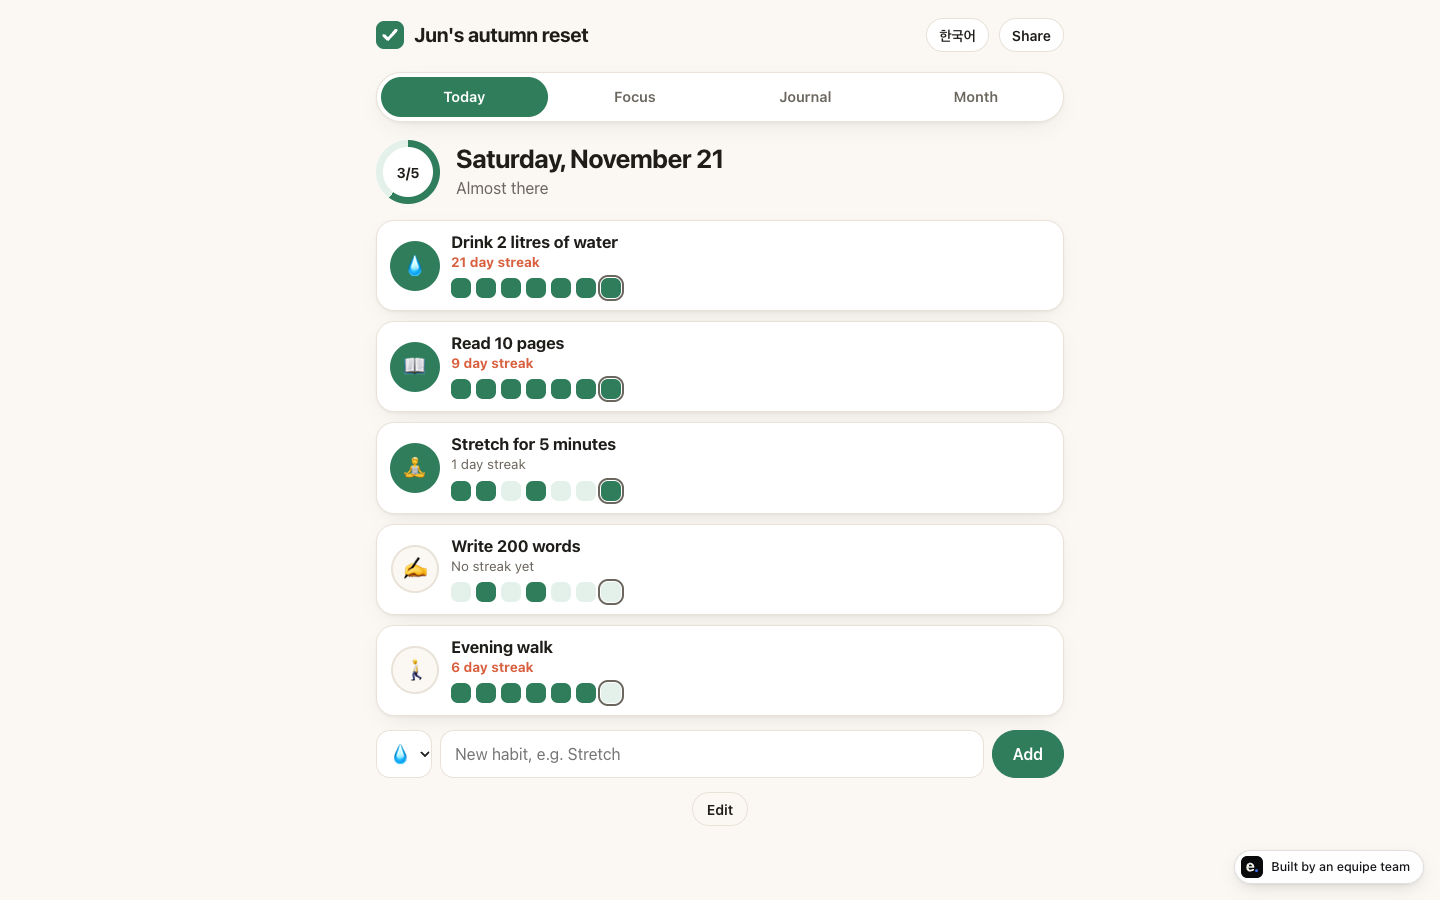 Jun's autumn reset
한국어
Share
Today
Focus
Journal
Month
3/5
Saturday, November 21
Almost there
Drink 2 litres of water
21 day streak
Read 10 pages
9 day streak
Stretch for 5 minutes
1 day streak
Write 200 words
No streak yet
Evening walk
6 day streak
New habit, e.g. Stretch
Add
Edit
e. Built by an equipe team